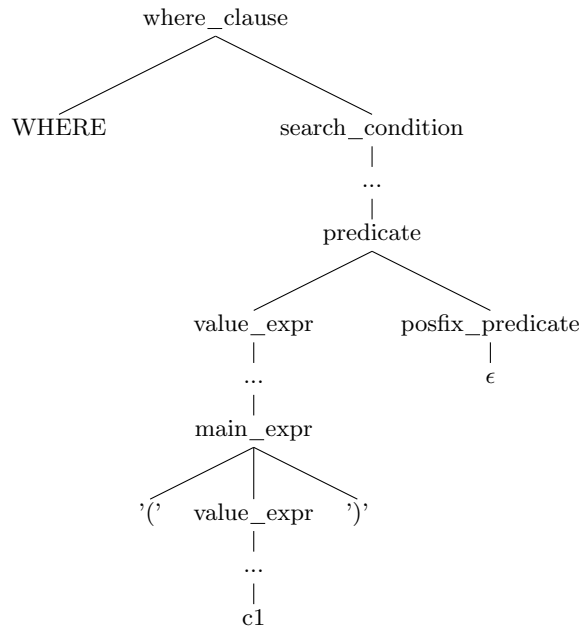 where_clause
WHERE search_condition
...
predicate
value_expr posfix_predicate
... ϵ
main_expr
'(' value_expr ')'
...
c1